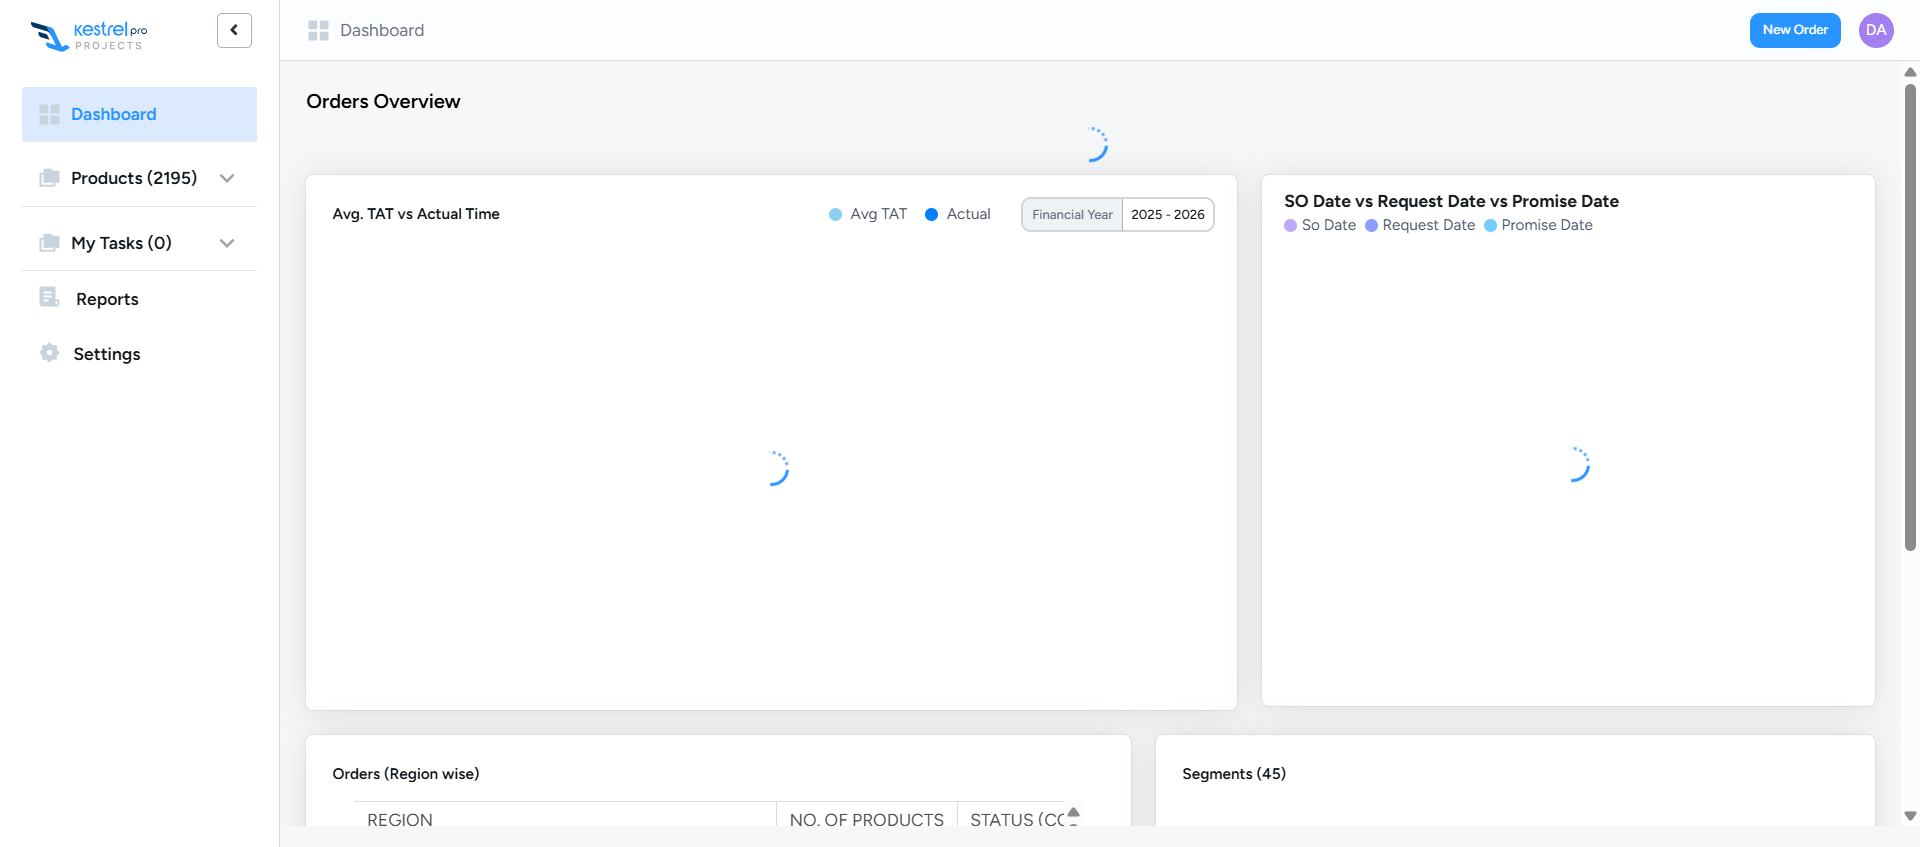 Kestrel pro
PROJECTS
Dashboard
New Order
DA
Dashboard
Products (2195)
My Tasks (0)
Reports
Settings
Orders Overview
Avg. TAT vs Actual Time
Avg TAT
Actual
Financial Year
2025 - 2026
SO Date vs Request Date vs Promise Date
So Date
Request Date
Promise Date
Orders (Region wise)
REGION
NO. OF PRODUCTS
STATUS (CO
Segments (45)